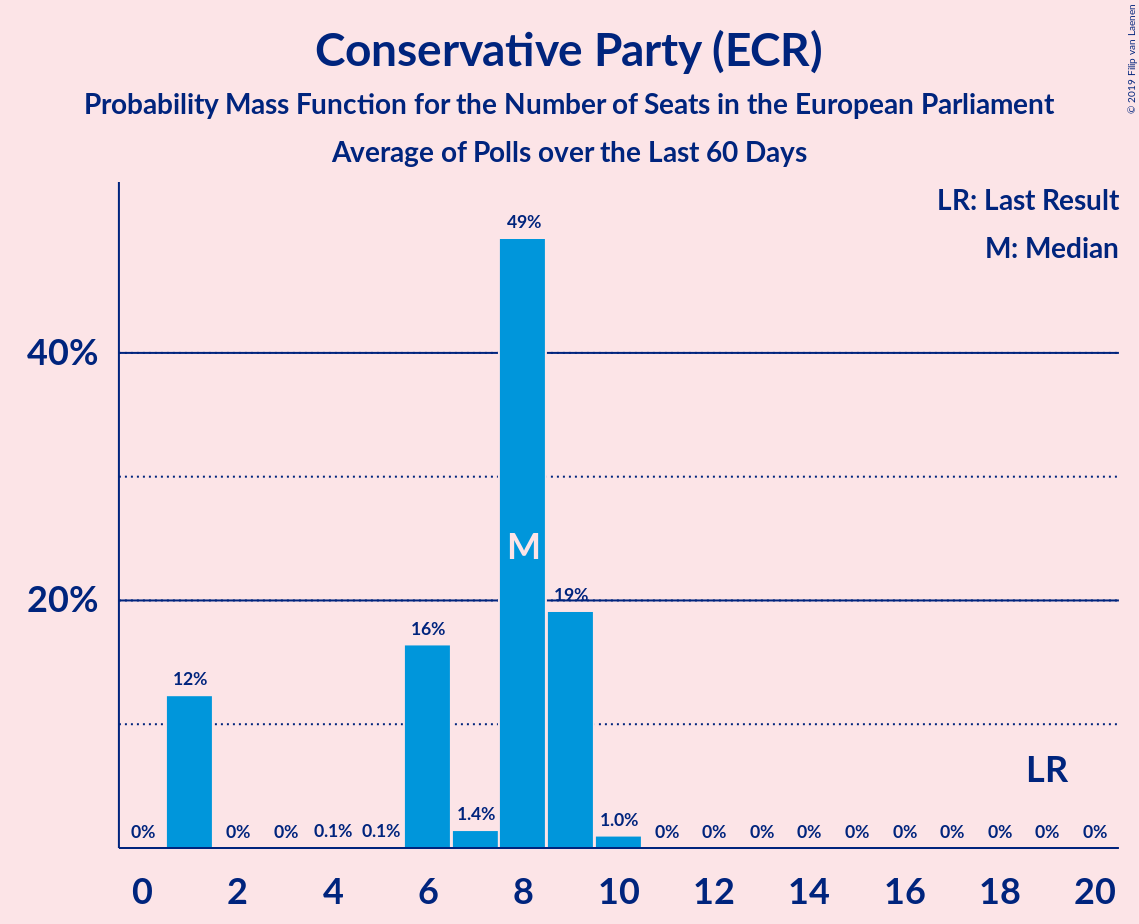 Conservative Party (ECR)
Probability Mass Function for the Number of Seats in the European Parliament
Average of Polls over the Last 60 Days
© 2019 Filip van Laenen
LR: Last Result
M: Median
49%
40%
M
20%
19%
16%
12%
LR
0% 0% 0% 0.1% 0.1% 1.4% 1.0% 0% 0% 0% 0% 0% 0% 0% 0% 0% 0%
0 2 4 6 8 10 12 14 16 18 20